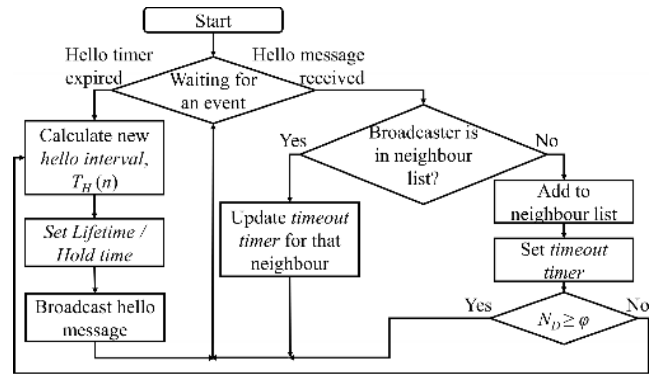 Start
Hello timer
expired
Hello message
received
Waiting for
an event
Calculate new
hello interval,
T_H (n)
Set Lifetime /
Hold time
Broadcast hello
message
Yes
Broadcaster is
in neighbour
list?
No
Update timeout
timer for that
neighbour
Add to
neighbour list
Set timeout
timer
Yes
N_D ≥ φ
No